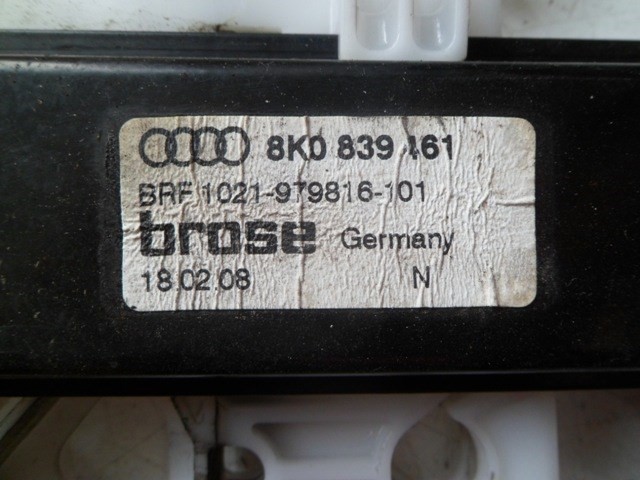 8K0 839 461
BRF 1021-979816-101
brose Germany
18.02.08 N